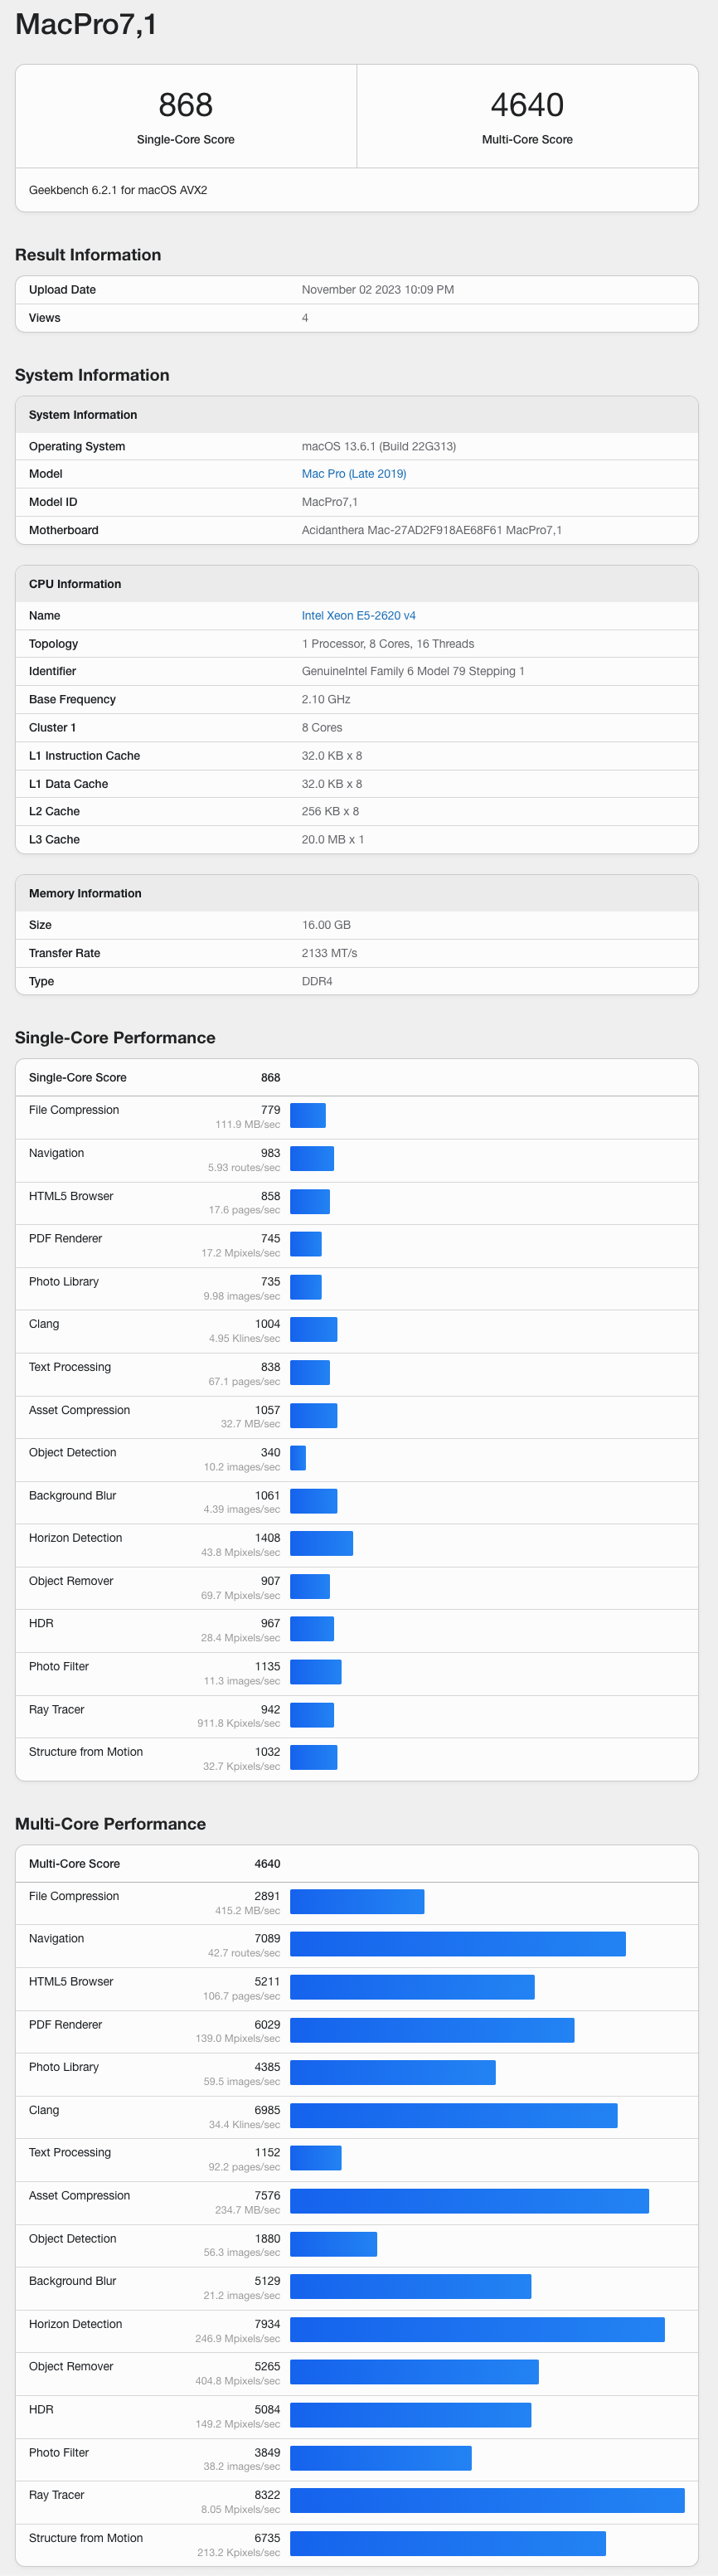 MacPro7,1
868
Single-Core Score
4640
Multi-Core Score
Geekbench 6.2.1 for macOS AVX2
Result Information
Upload Date November 02 2023 10:09 PM
Views 4
System Information
System Information
Operating System macOS 13.6.1 (Build 22G313)
Model Mac Pro (Late 2019)
Model ID MacPro7,1
Motherboard Acidanthera Mac-27AD2F918AE68F61 MacPro7,1
CPU Information
Name Intel Xeon E5-2620 v4
Topology 1 Processor, 8 Cores, 16 Threads
Identifier GenuineIntel Family 6 Model 79 Stepping 1
Base Frequency 2.10 GHz
Cluster 1 8 Cores
L1 Instruction Cache 32.0 KB x 8
L1 Data Cache 32.0 KB x 8
L2 Cache 256 KB x 8
L3 Cache 20.0 MB x 1
Memory Information
Size 16.00 GB
Transfer Rate 2133 MT/s
Type DDR4
Single-Core Performance
Single-Core Score 868
File Compression 779
111.9 MB/sec
Navigation 983
5.93 routes/sec
HTML5 Browser 858
17.6 pages/sec
PDF Renderer 745
17.2 Mpixels/sec
Photo Library 735
9.98 images/sec
Clang 1004
4.95 Klines/sec
Text Processing 838
67.1 pages/sec
Asset Compression 1057
32.7 MB/sec
Object Detection 340
10.2 images/sec
Background Blur 1061
4.39 images/sec
Horizon Detection 1408
43.8 Mpixels/sec
Object Remover 907
69.7 Mpixels/sec
HDR 967
28.4 Mpixels/sec
Photo Filter 1135
11.3 images/sec
Ray Tracer 942
911.8 Kpixels/sec
Structure from Motion 1032
32.7 Kpixels/sec
Multi-Core Performance
Multi-Core Score 4640
File Compression 2891
415.2 MB/sec
Navigation 7089
42.7 routes/sec
HTML5 Browser 5211
106.7 pages/sec
PDF Renderer 6029
139.0 Mpixels/sec
Photo Library 4385
59.5 images/sec
Clang 6985
34.4 Klines/sec
Text Processing 1152
92.2 pages/sec
Asset Compression 7576
234.7 MB/sec
Object Detection 1880
56.3 images/sec
Background Blur 5129
21.2 images/sec
Horizon Detection 7934
246.9 Mpixels/sec
Object Remover 5265
404.8 Mpixels/sec
HDR 5084
149.2 Mpixels/sec
Photo Filter 3849
38.2 images/sec
Ray Tracer 8322
8.05 Mpixels/sec
Structure from Motion 6735
213.2 Kpixels/sec